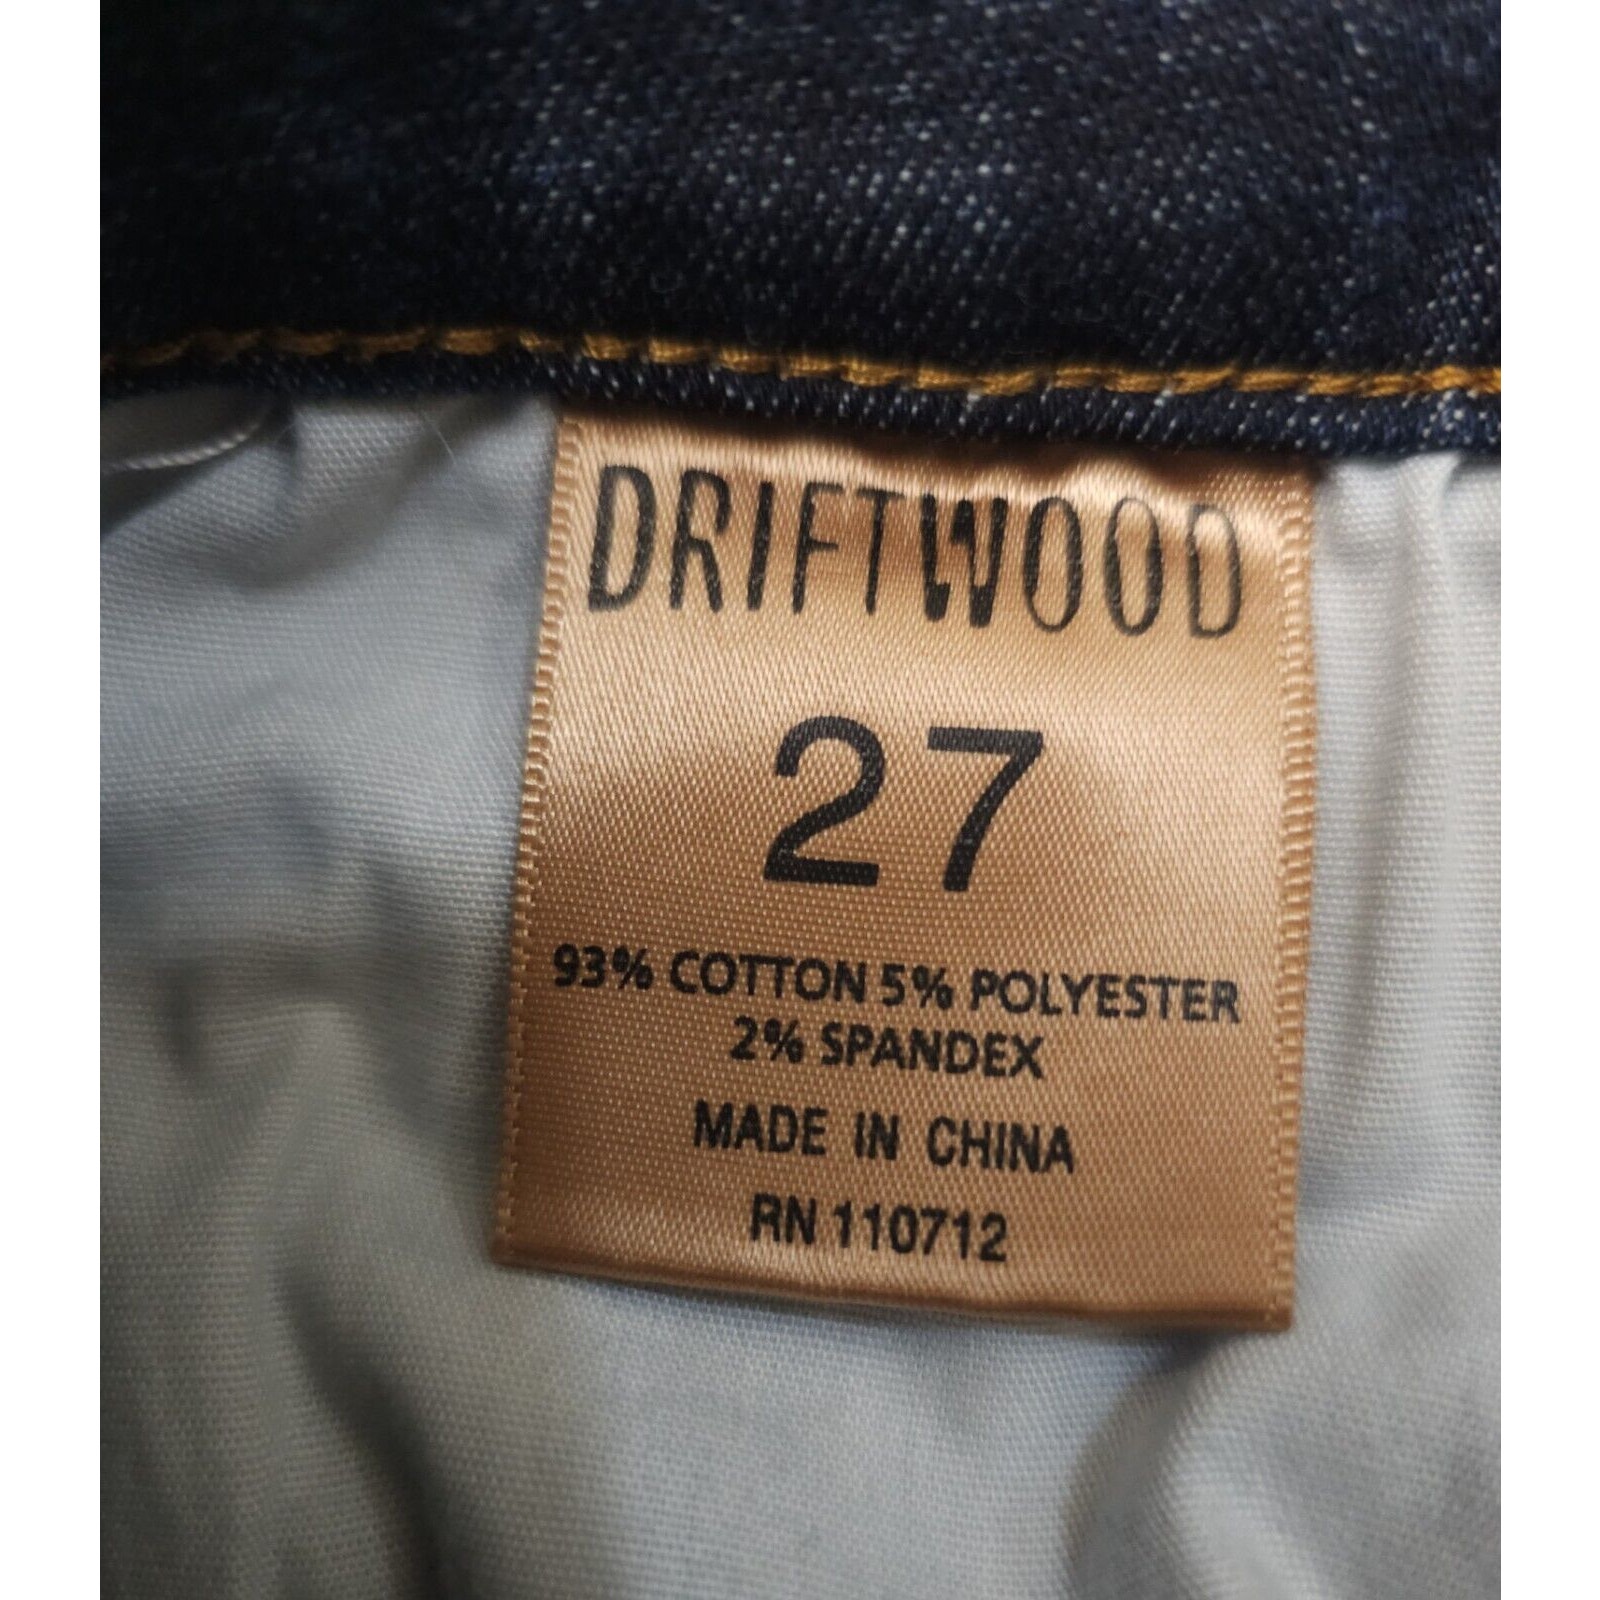 DRIFTWOOD
27
93% COTTON 5% POLYESTER
2% SPANDEX
MADE IN CHINA
RN 110712